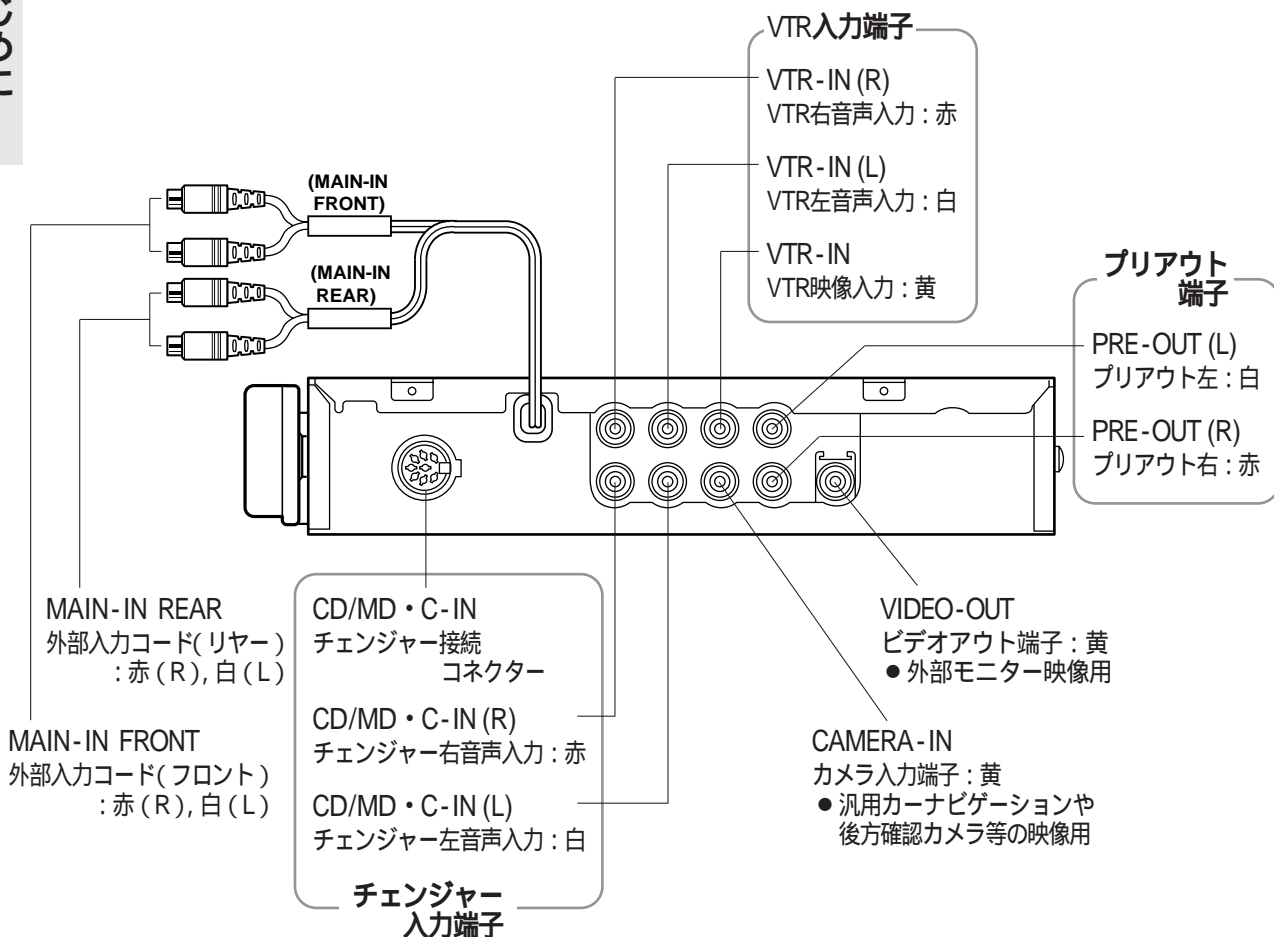 じめに
VTR入力端子
VTR-IN (R)
VTR右音声入力:赤
VTR-IN (L)
VTR左音声入力:白
VTR-IN
VTR映像入力:黄
(MAIN-IN
FRONT)
(MAIN-IN
REAR)
プリアウト
端子
PRE-OUT (L)
プリアウト左:白
PRE-OUT (R)
プリアウト右:赤
MAIN-IN REAR
外部入力コード(リヤー)
:赤(R),白(L)
MAIN-IN FRONT
外部入力コード(フロント)
:赤(R),白(L)
CD/MD・C-IN
チェンジャー接続
コネクター
CD/MD・C-IN (R)
チェンジャー右音声入力:赤
CD/MD・C-IN (L)
チェンジャー左音声入力:白
チェンジャー
入力端子
VIDEO-OUT
ビデオアウト端子:黄
●外部モニター映像用
CAMERA-IN
カメラ入力端子:黄
●汎用カーナビゲーションや
後方確認カメラ等の映像用